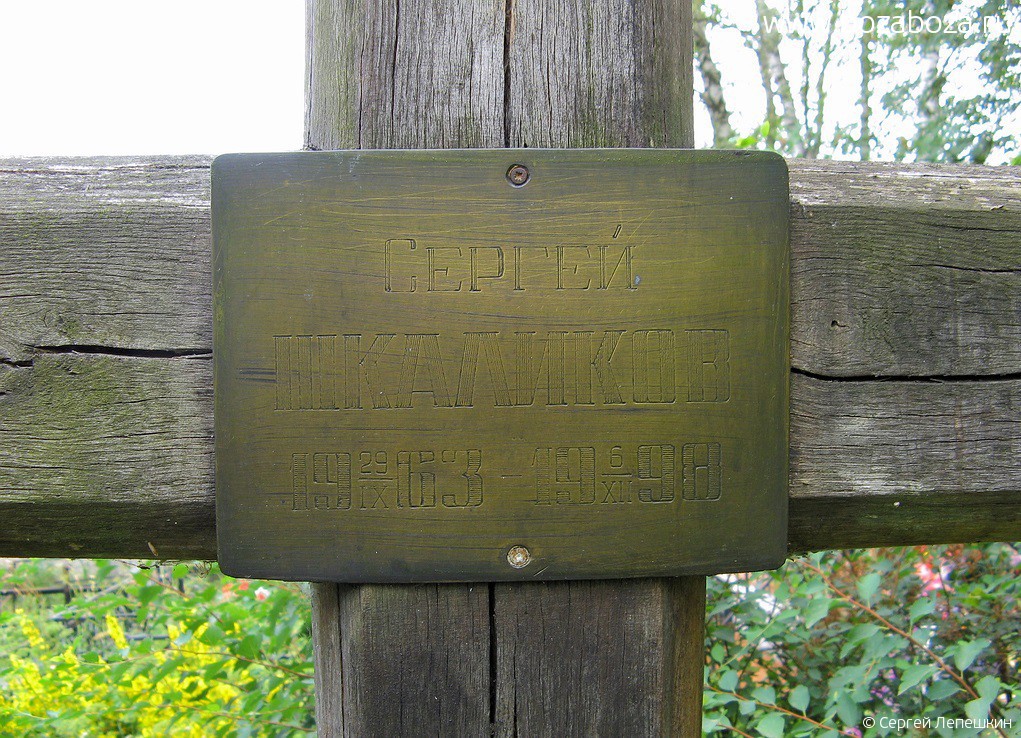 Сергей
ШКАЛИКОВ
19 29/IX 63 - 19 6/XII 98
© Сергей Лепешкин